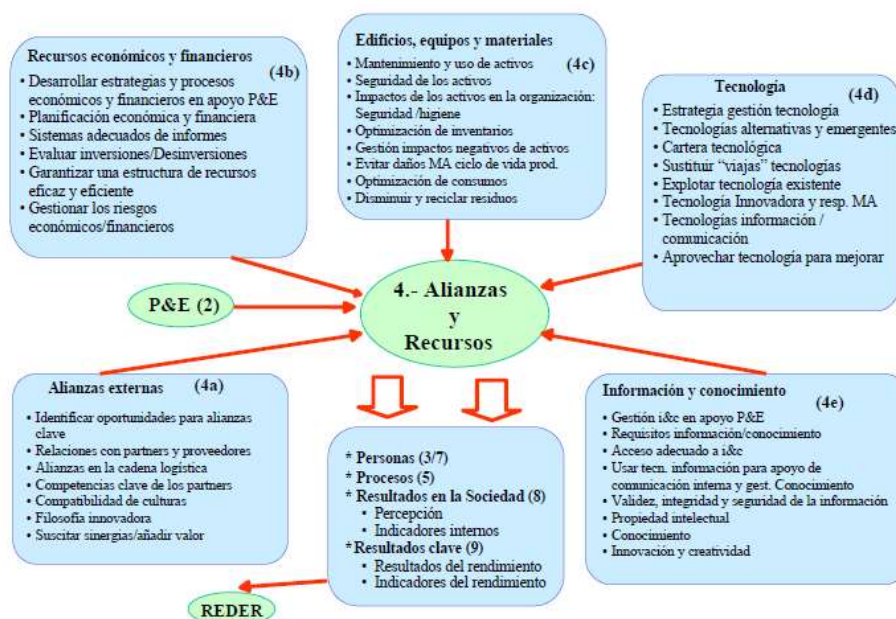 Recursos económicos y financieros
(4b)
• Desarrollar estrategias y procesos
económicos y financieros en apoyo P&E
• Planificación económica y financiera
• Sistemas adecuados de informes
• Evaluar inversiones/Desinversiones
• Garantizar una estructura de recursos
eficaz y eficiente
• Gestionar los riesgos
económicos/financieros
Edificios, equipos y materiales
(4c)
• Mantenimiento y uso de activos
• Seguridad de los activos
• Impactos de los activos en la organización:
Seguridad /higiene
• Optimización de inventarios
• Gestión impactos negativos de activos
• Evitar daños MA ciclo de vida prod.
• Optimización de consumos
• Disminuir y reciclar residuos
Tecnología
(4d)
• Estrategia gestión tecnología
• Tecnologías alternativas y emergentes
• Cartera tecnológica
• Sustituir “viajas” tecnologías
• Explotar tecnología existente
• Tecnología Innovadora y resp. MA
• Tecnologías información /
comunicación
• Aprovechar tecnología para mejorar
P&E (2)
4.- Alianzas
y
Recursos
Alianzas externas
(4a)
• Identificar oportunidades para alianzas
clave
• Relaciones con partners y proveedores
• Alianzas en la cadena logística
• Competencias clave de los partners
• Compatibilidad de culturas
• Filosofía innovadora
• Suscitar sinergias/añadir valor
* Personas (3/7)
* Procesos (5)
* Resultados en la Sociedad (8)
• Percepción
• Indicadores internos
*Resultados clave (9)
• Resultados del rendimiento
• Indicadores del rendimiento
Información y conocimiento
(4e)
• Gestión i&c en apoyo P&E
• Requisitos información/conocimiento
• Acceso adecuado a i&c
• Usar tecn. información para apoyo de
comunicación interna y gest. Conocimiento
• Validez, integridad y seguridad de la información
• Propiedad intelectual
• Conocimiento
• Innovación y creatividad
REDER